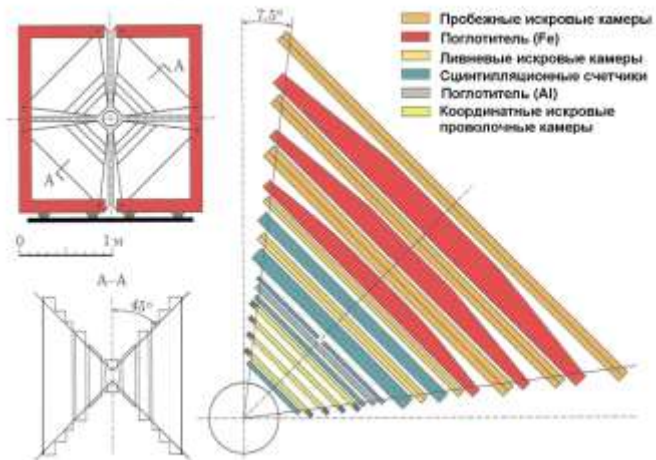 7.5°
Пробежные искровые камеры
Поглотитель (Fe)
Ливневые искровые камеры
Сцинтилляционные счетчики
Поглотитель (Al)
Координатные искровые
проволочные камеры
A
A
0 1 м
A–A
45°